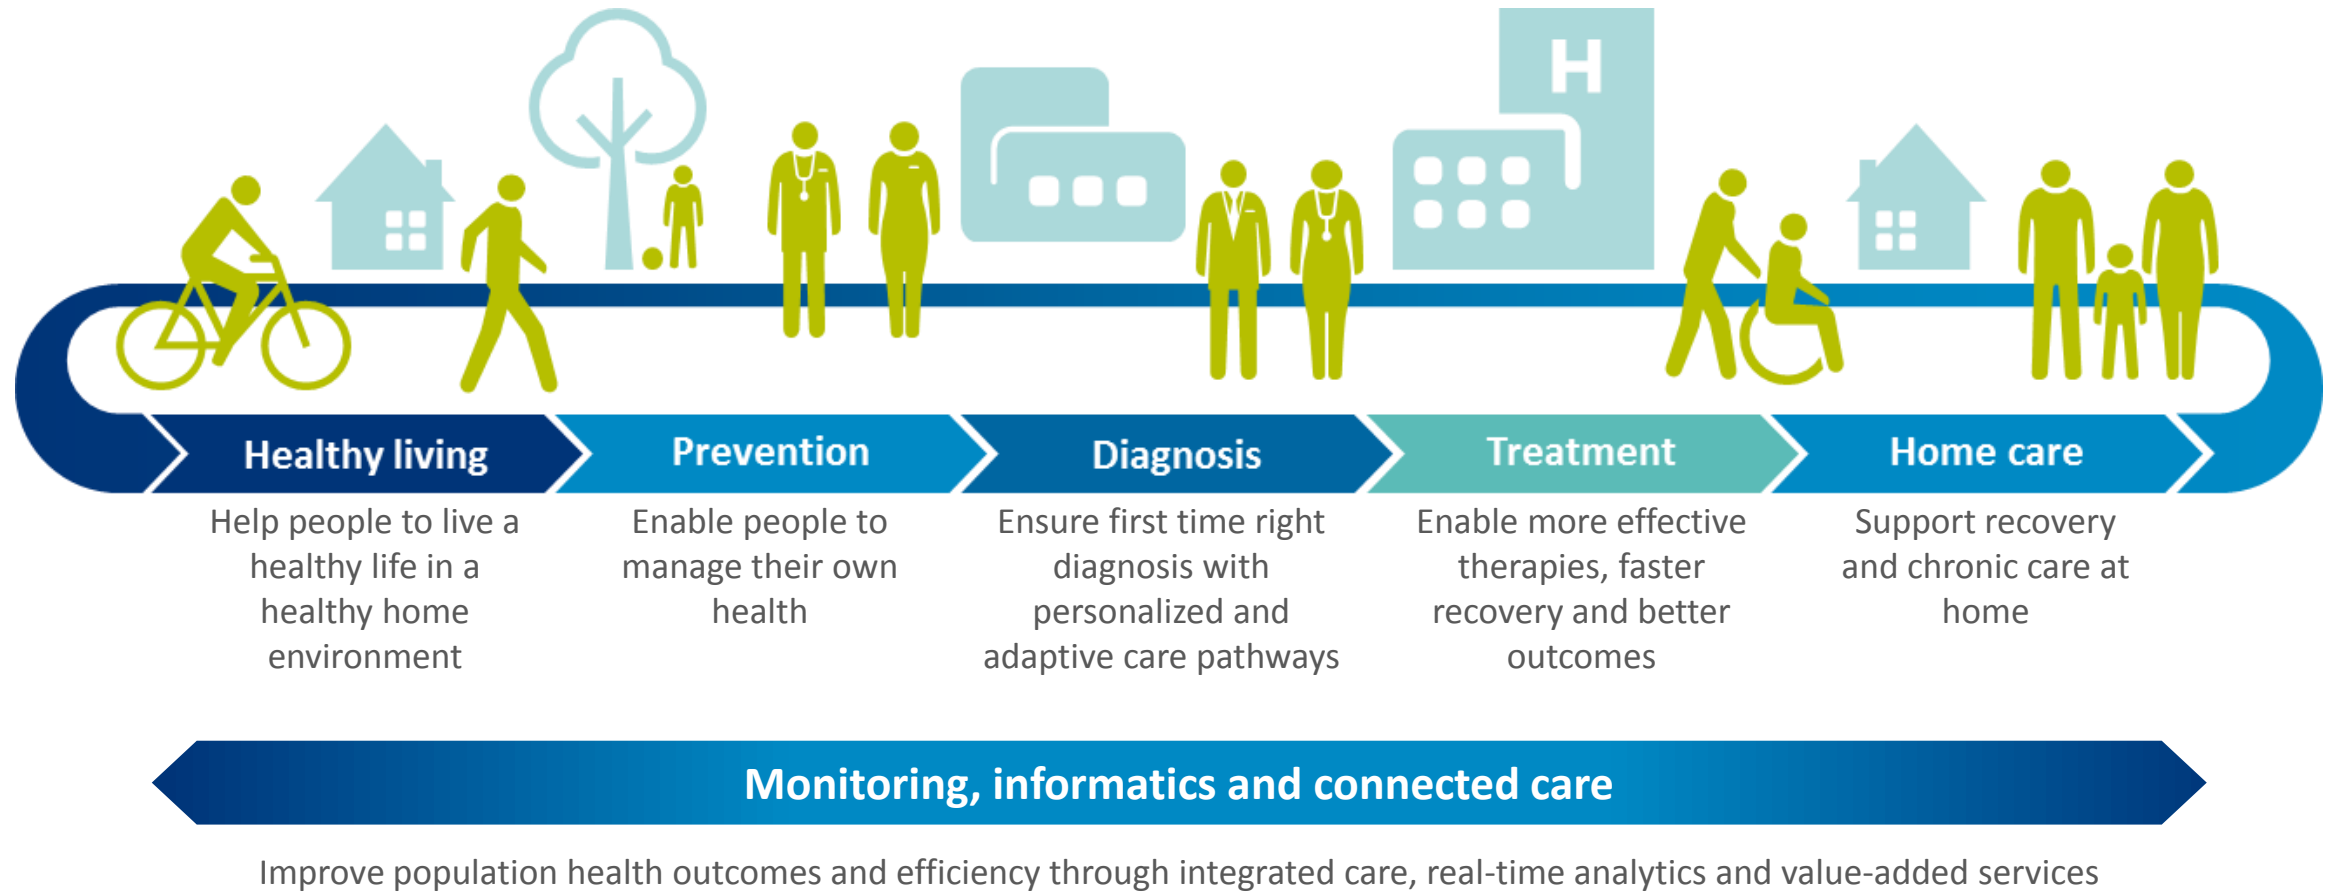 H
Healthy living
Prevention
Diagnosis
Treatment
Home care
Help people to live a
healthy life in a
healthy home
environment
Enable people to
manage their own
health
Ensure first time right
diagnosis with
personalized and
adaptive care pathways
Enable more effective
therapies, faster
recovery and better
outcomes
Support recovery
and chronic care at
home
Monitoring, informatics and connected care
Improve population health outcomes and efficiency through integrated care, real-time analytics and value-added services